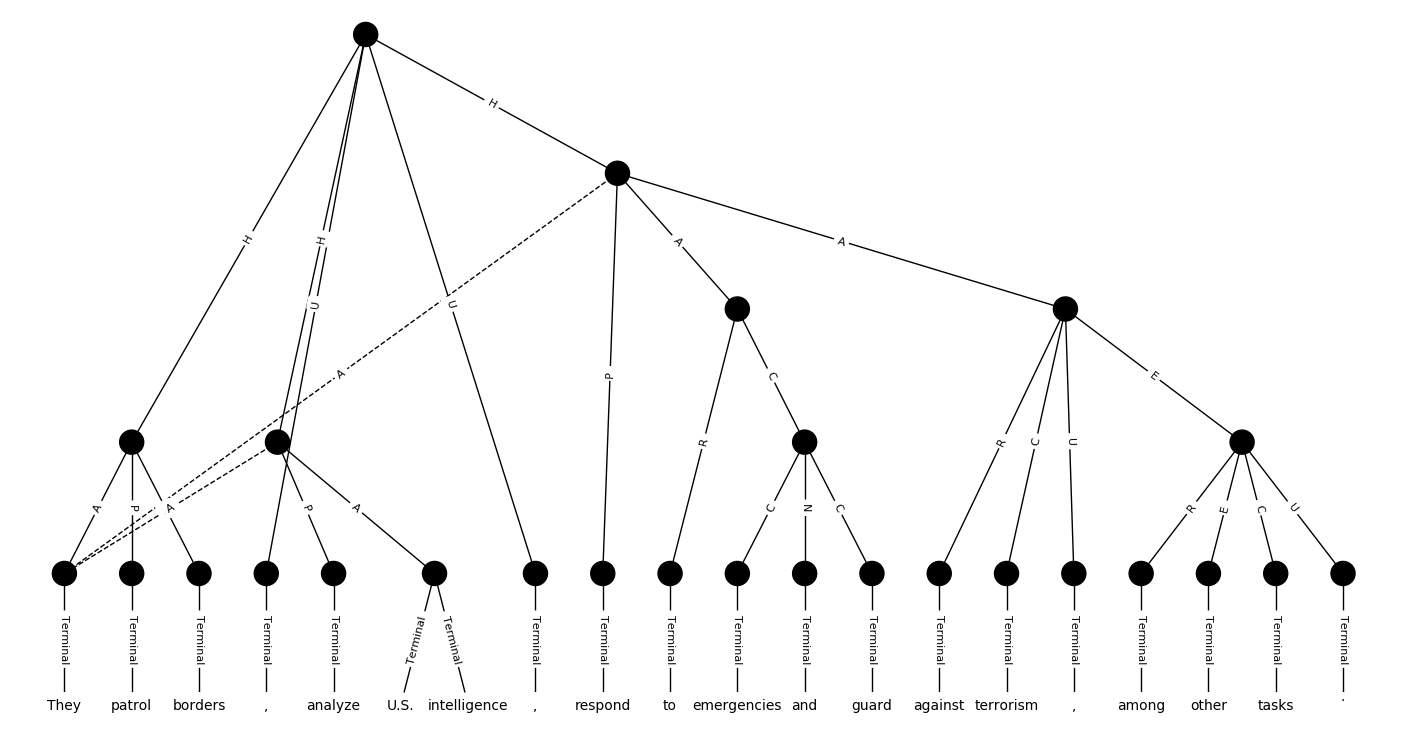 H
H
H
U
U
A
A
A
P
R
C
E
R
C
U
A
P
A
A
P
A
C
N
C
R
E
C
U
Terminal Terminal Terminal Terminal Terminal Terminal Terminal Terminal Terminal Terminal Terminal Terminal Terminal Terminal Terminal Terminal Terminal Terminal Terminal Terminal
They patrol borders , analyze U.S. intelligence , respond to emergencies and guard against terrorism , among other tasks .